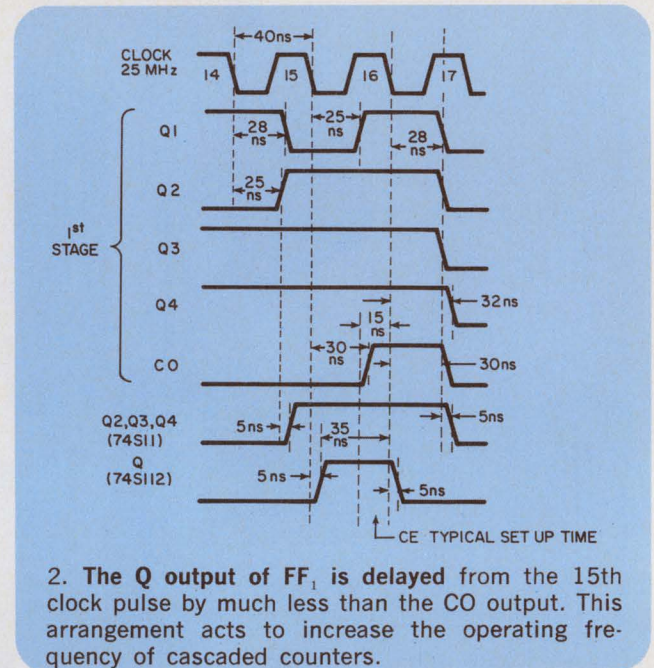 40ns
CLOCK
25 MHz
14 15 16 17
Q1
28
ns
25
ns
28
ns
Q2
25
ns
1st
STAGE
Q3
Q4
32ns
15
ns
CO
30
ns
30ns
Q2,Q3,Q4
(74S11)
5ns
35
ns
5ns
Q
(74S112)
5ns
5ns
CE TYPICAL SET UP TIME
2. The Q output of FF1 is delayed from the 15th
clock pulse by much less than the CO output. This
arrangement acts to increase the operating fre-
quency of cascaded counters.